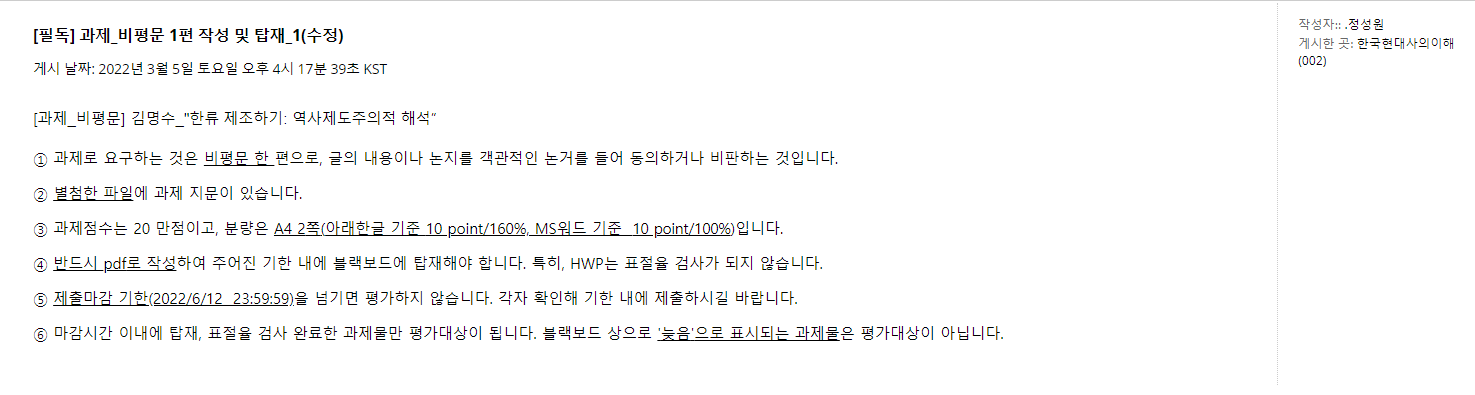 [필독] 과제_비평문 1편 작성 및 탑재_1(수정)
게시 날짜: 2022년 3월 5일 토요일 오후 4시 17분 39초 KST
[과제_비평문] 김명수_"한류 제조하기: 역사제도주의적 해석“
① 과제로 요구하는 것은 비평문 한 편으로, 글의 내용이나 논지를 객관적인 논거를 들어 동의하거나 비판하는 것입니다.
② 별첨한 파일에 과제 지문이 있습니다.
③ 과제점수는 20 만점이고, 분량은 A4 2쪽(아래한글 기준 10 point/160%, MS워드 기준  10 point/100%)입니다.
④ 반드시 pdf로 작성하여 주어진 기한 내에 블랙보드에 탑재해야 합니다. 특히, HWP는 표절율 검사가 되지 않습니다.
⑤ 제출마감 기한(2022/6/12  23:59:59)을 넘기면 평가하지 않습니다. 각자 확인해 기한 내에 제출하시길 바랍니다.
⑥ 마감시간 이내에 탑재, 표절율 검사 완료한 과제물만 평가대상이 됩니다. 블랙보드 상으로 '늦음'으로 표시되는 과제물은 평가대상이 아닙니다.
작성자:: .정성원
게시한 곳: 한국현대사의이해
(002)